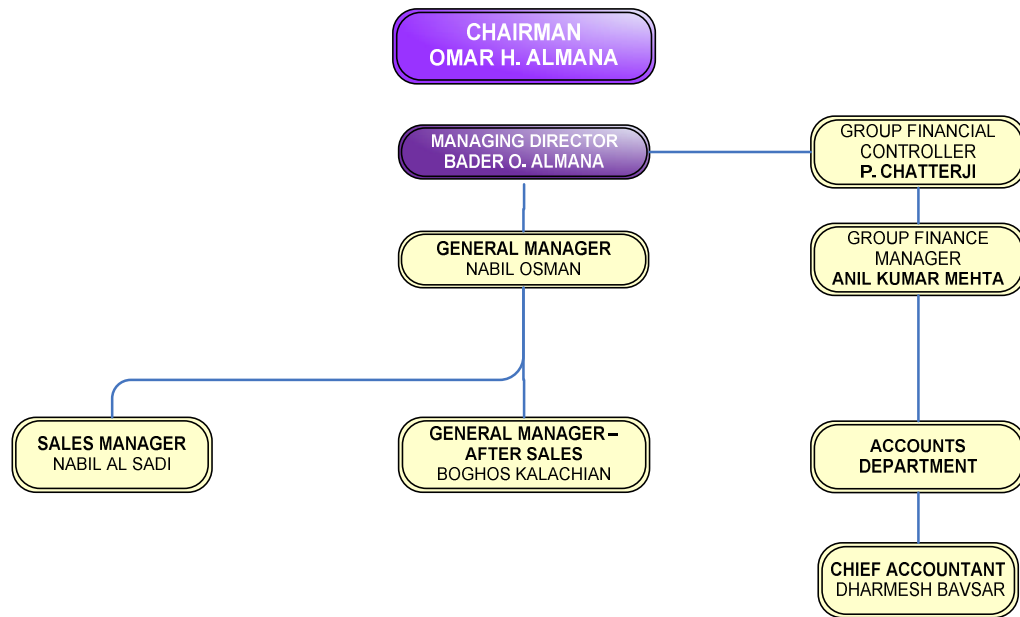 CHAIRMAN
OMAR H. ALMANA
MANAGING DIRECTOR
BADER O. ALMANA
GROUP FINANCIAL
CONTROLLER
P. CHATTERJI
GENERAL MANAGER
NABIL OSMAN
GROUP FINANCE
MANAGER
ANIL KUMAR MEHTA
SALES MANAGER
NABIL AL SADI
GENERAL MANAGER –
AFTER SALES
BOGHOS KALACHIAN
ACCOUNTS
DEPARTMENT
CHIEF ACCOUNTANT
DHARMESH BAVSAR